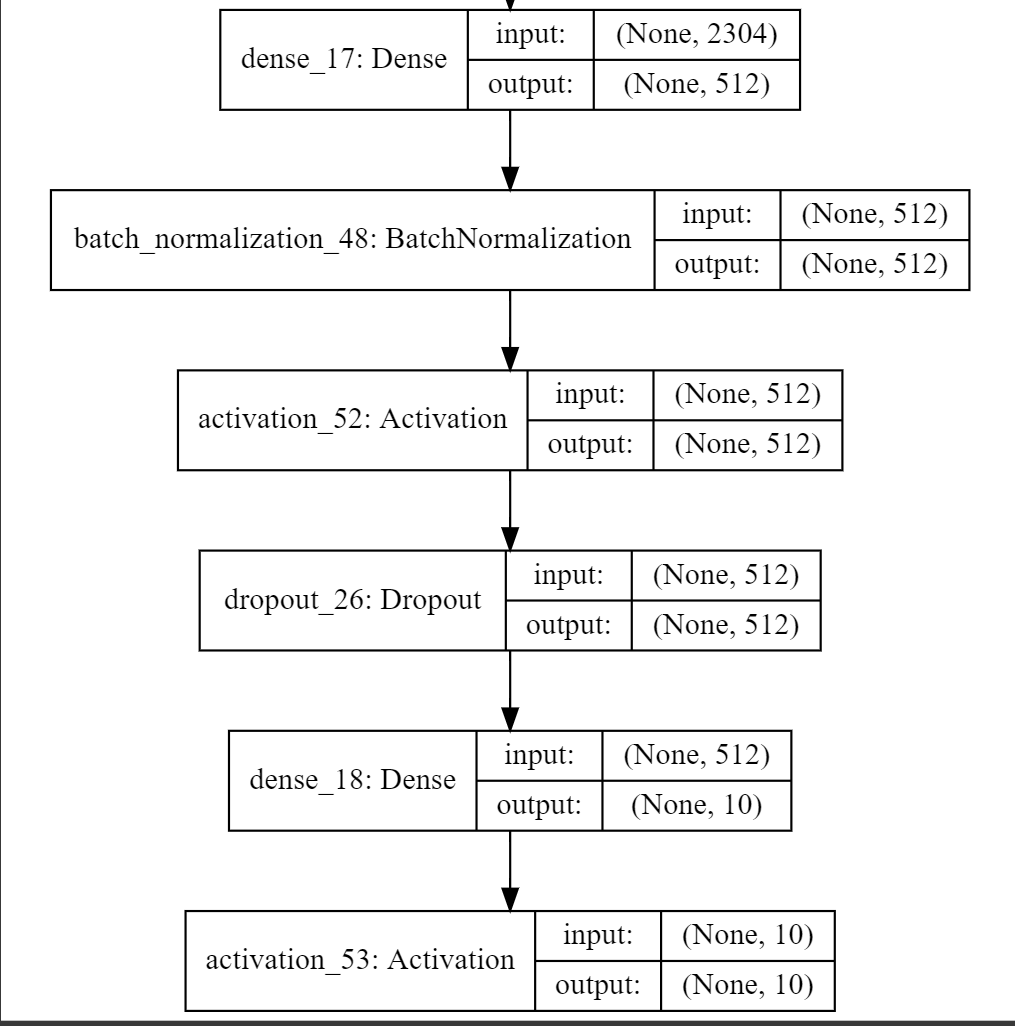 dense_17: Dense
input:
(None, 2304)
output:
(None, 512)
batch_normalization_48: BatchNormalization
input:
(None, 512)
output:
(None, 512)
activation_52: Activation
input:
(None, 512)
output:
(None, 512)
dropout_26: Dropout
input:
(None, 512)
output:
(None, 512)
dense_18: Dense
input:
(None, 512)
output:
(None, 10)
activation_53: Activation
input:
(None, 10)
output:
(None, 10)